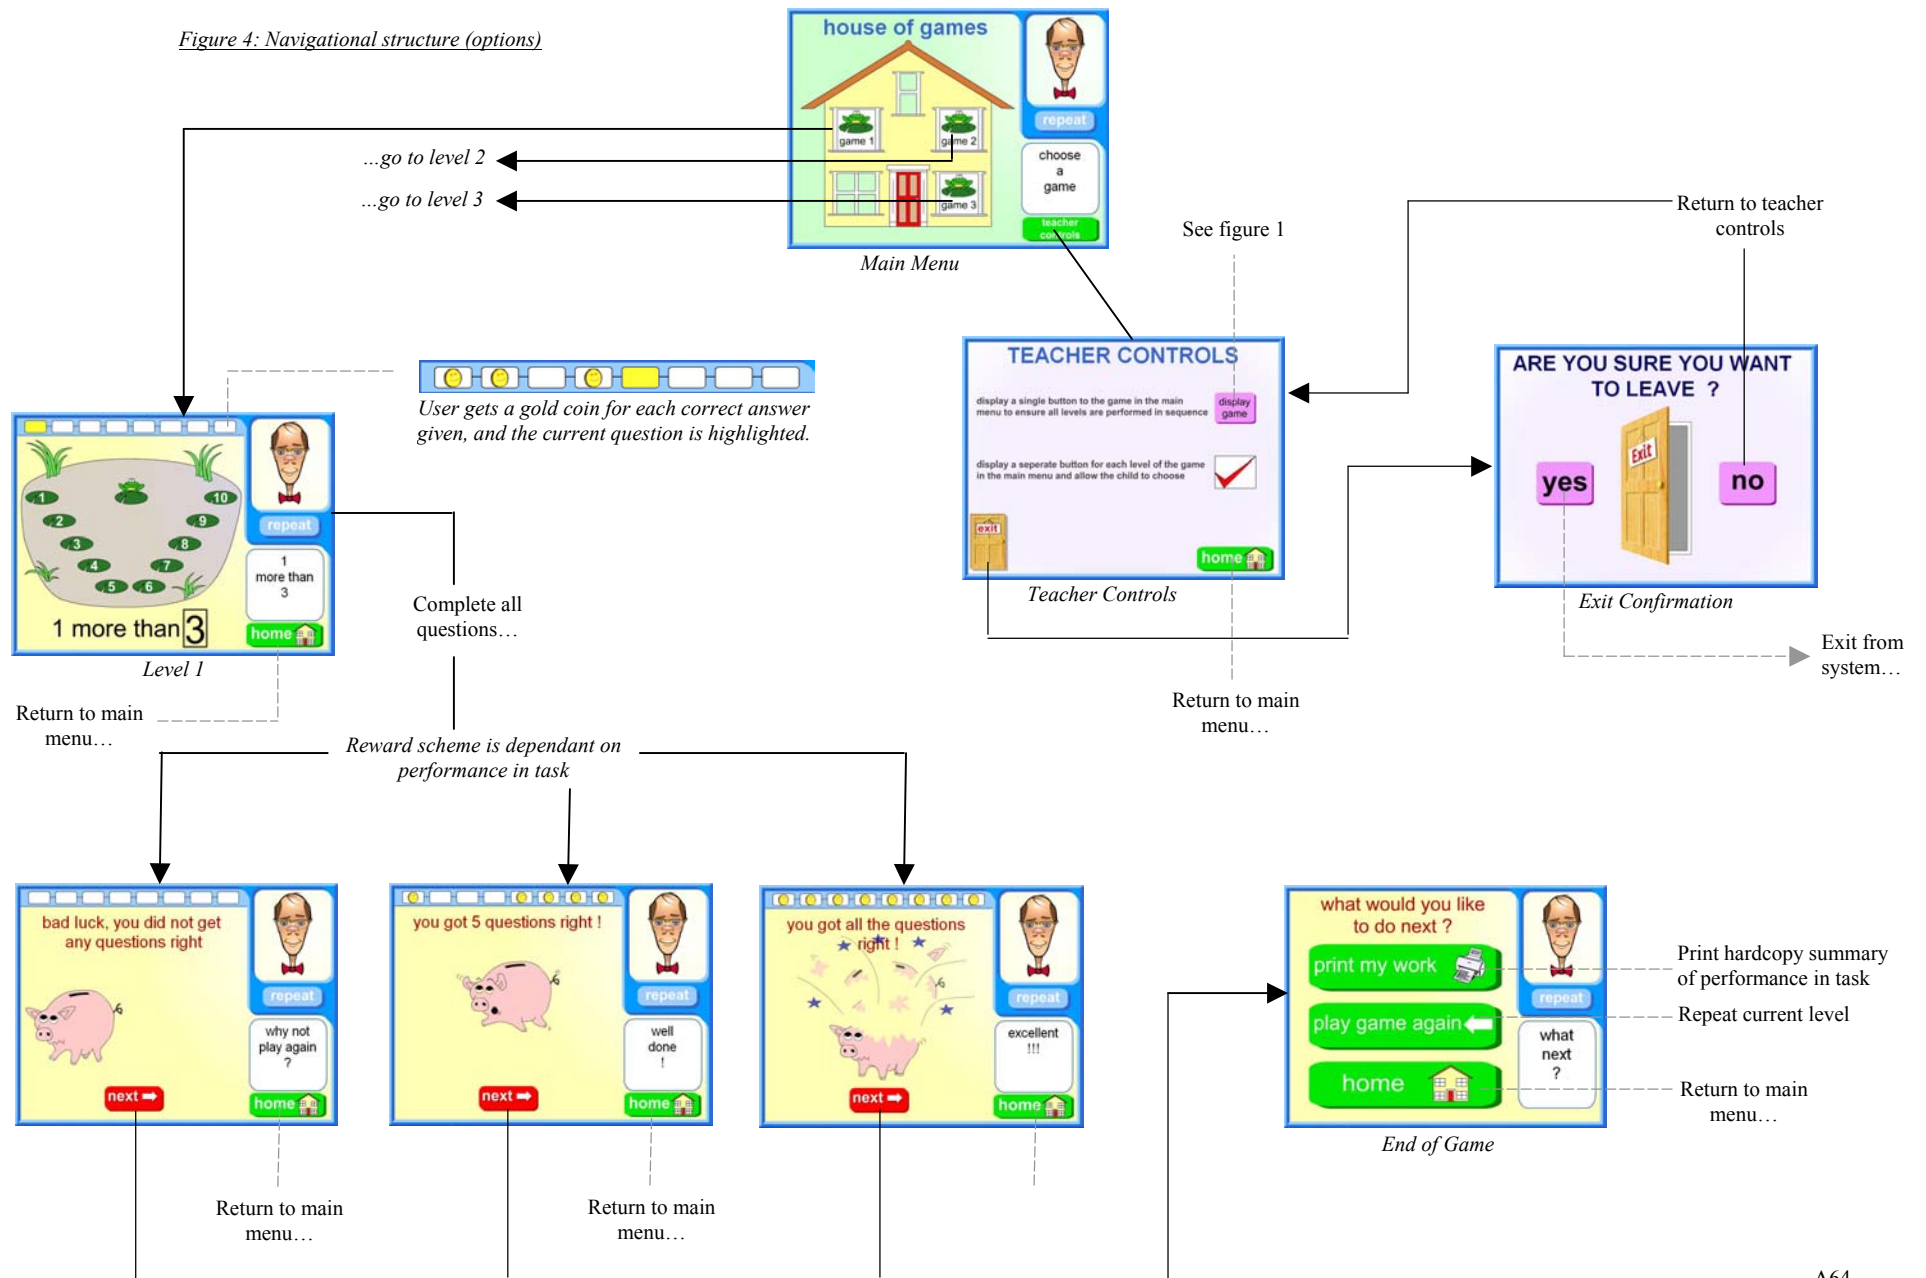 Figure 4: Navigational structure (options)
house of games
game 1
game 2
game 3
repeat
choose
a
game
teacher
controls
Main Menu
...go to level 2
...go to level 3
See figure 1
Return to teacher
controls
TEACHER CONTROLS
display a single button to the game in the main
menu to ensure all levels are performed in sequence
display
game
display a seperate button for each level of the game
in the main menu and allow the child to choose
exit
home
Teacher Controls
Return to main
menu…
ARE YOU SURE YOU WANT
TO LEAVE ?
Exit
yes
no
Exit Confirmation
Exit from
system…
User gets a gold coin for each correct answer
given, and the current question is highlighted.
1
2
3
4
5
6
7
8
9
10
1 more than 3
repeat
1
more than
3
home
Level 1
Return to main
menu…
Complete all
questions…
Reward scheme is dependant on
performance in task
bad luck, you did not get
any questions right
repeat
why not
play again
?
next
home
Return to main
menu…
you got 5 questions right !
repeat
well
done
!
next
home
Return to main
menu…
you got all the questions
right !
repeat
excellent
!!!
next
home
what would you like
to do next ?
print my work
play game again
home
repeat
what
next
?
End of Game
Print hardcopy summary
of performance in task
Repeat current level
Return to main
menu…
A64